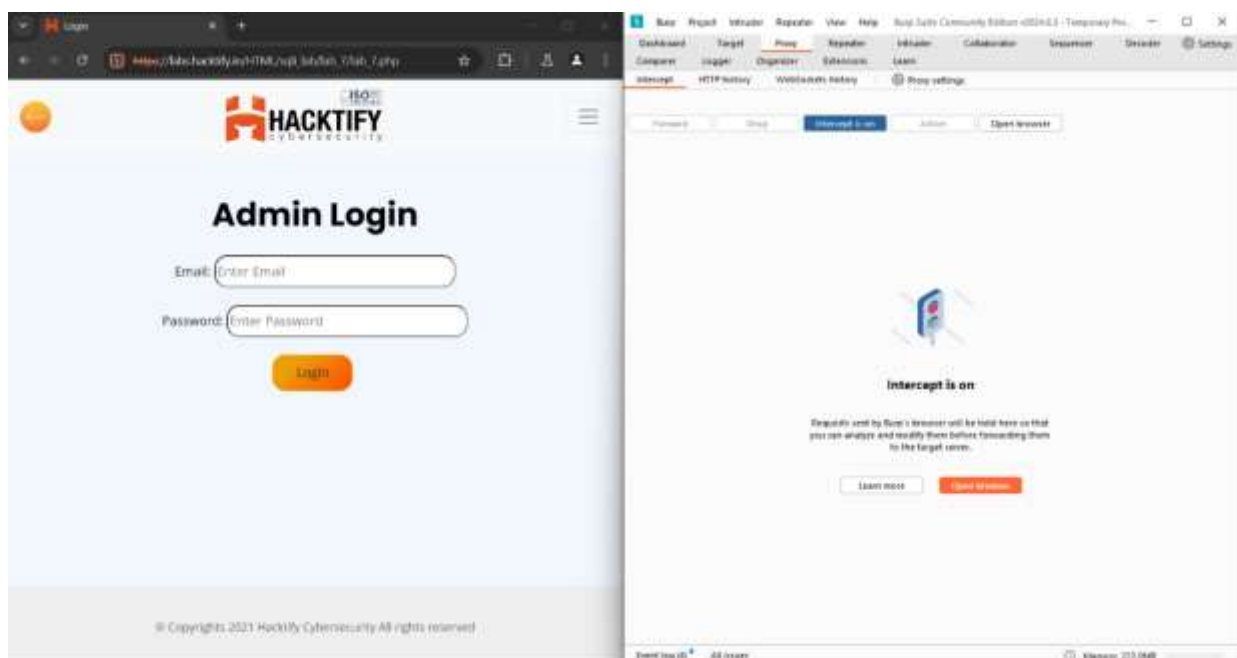 Login
https://labs.hacktify.in/HTML/sqli_lab/lab_7/lab_7.php
ISO
HACKTIFY
cybersecurity
Admin Login
Email: Enter Email
Password: Enter Password
Login
© Copyrights 2021 Hacktify Cybersecurity All rights reserved
Burp Project Intruder Repeater View Help Burp Suite Community Edition
Dashboard Target Proxy Repeater Intruder Collaborator Sequencer Decoder Settings
Comparer Logger Organizer Extensions Learn
Intercept HTTP history WebSockets history Proxy settings
Forward Drop Intercept is on Action Open browser
Intercept is on
Requests sent by Burp's browser will be held here so that
you can analyze and modify them before forwarding them
to the target server.
Learn more Open browser
Event log All issues
Memory: